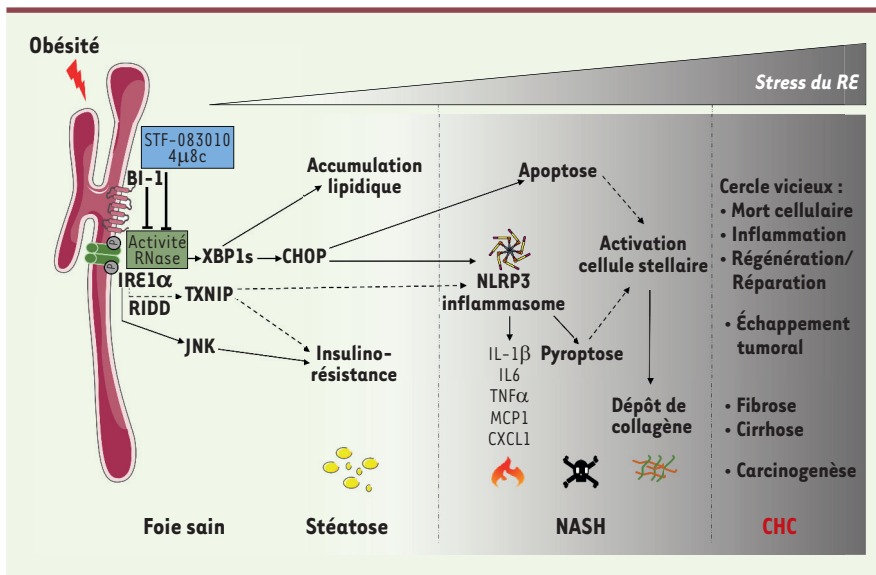 Obésité
Stress du RE
STF-083010
4µ8c
BI-1
P
Activité
RNase
P
IRE1α
RIDD
XBP1s
CHOP
TXNIP
JNK
Accumulation
lipidique
Insulino-
résistance
Apoptose
NLRP3
inflammasome
IL-1β
IL6
TNFα
MCP1
CXCL1
Pyroptose
Activation
cellule stellaire
Dépôt de
collagène
Cercle vicieux :
• Mort cellulaire
• Inflammation
• Régénération/
Réparation
• Échappement
tumoral
• Fibrose
• Cirrhose
• Carcinogenèse
Foie sain
Stéatose
NASH
CHC